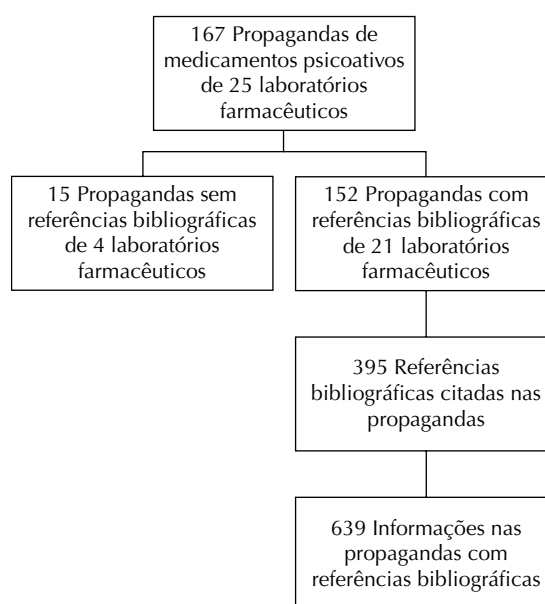 167 Propagandas de
medicamentos psicoativos
de 25 laboratórios
farmacêuticos
15 Propagandas sem
referências bibliográficas
de 4 laboratórios
farmacêuticos
152 Propagandas com
referências bibliográficas
de 21 laboratórios
farmacêuticos
395 Referências
bibliográficas citadas nas
propagandas
639 Informações nas
propagandas com
referências bibliográficas